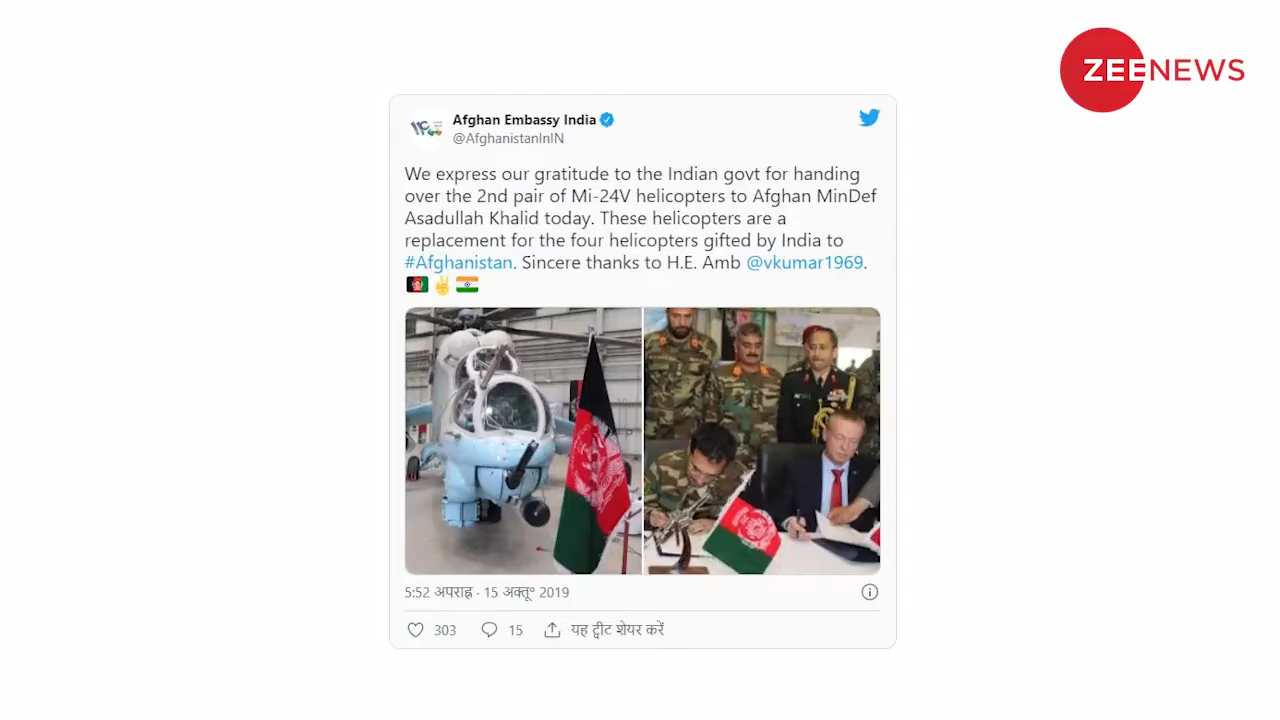 ZEENEWS
Afghan Embassy India
@AfghanistanInIN
We express our gratitude to the Indian govt for handing
over the 2nd pair of Mi-24V helicopters to Afghan MinDef
Asadullah Khalid today. These helicopters are a
replacement for the four helicopters gifted by India to
#Afghanistan. Sincere thanks to H.E. Amb @vkumar1969.
🇦🇫✌️🇮🇳
5:52 अपराह्न · 15 अक्तू॰ 2019
303 15 यह ट्वीट शेयर करें